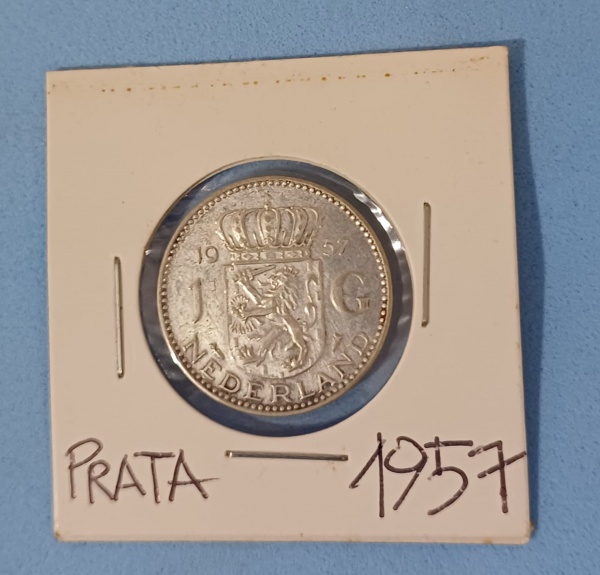 19 57
1 G
NEDERLAND
PRATA 1957